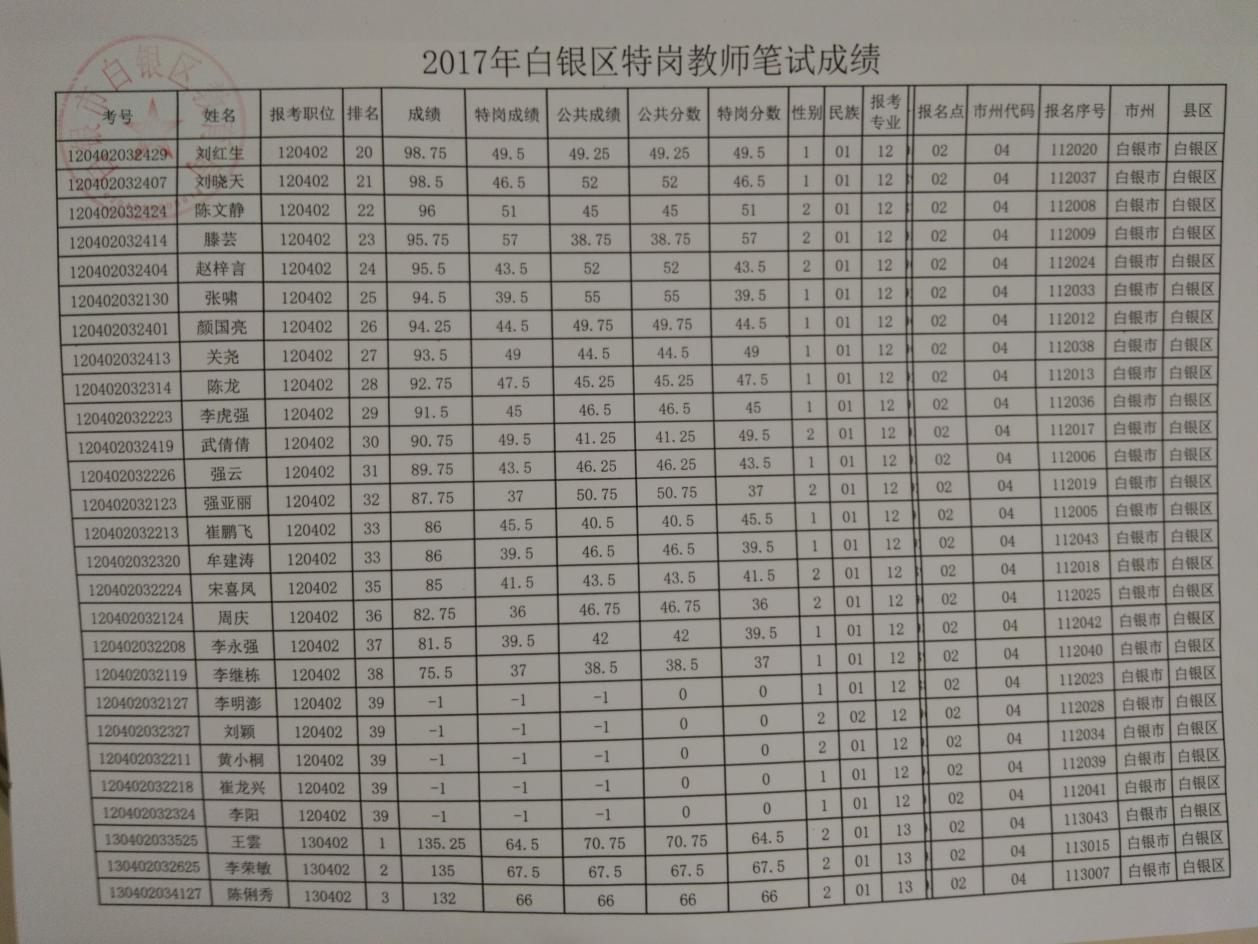 2017年白银区特岗教师笔试成绩
考号 姓名 报考职位 排名 成绩 特岗成绩 公共成绩 公共分数 特岗分数 性别 民族 报考专业 报名点 市州代码 报名序号 市州 县区
120402032429 刘红生 120402 20 98.75 49.5 49.25 49.25 49.5 1 01 12 02 04 112020 白银市 白银区
120402032407 刘晓天 120402 21 98.5 46.5 52 52 46.5 1 01 12 02 04 112037 白银市 白银区
120402032424 陈文静 120402 22 96 51 45 45 51 2 01 12 02 04 112008 白银市 白银区
120402032414 滕芸 120402 23 95.75 57 38.75 38.75 57 2 01 12 02 04 112009 白银市 白银区
120402032404 赵梓言 120402 24 95.5 43.5 52 52 43.5 2 01 12 02 04 112024 白银市 白银区
120402032130 张啸 120402 25 94.5 39.5 55 55 39.5 1 01 12 02 04 112033 白银市 白银区
120402032401 颜国亮 120402 26 94.25 44.5 49.75 49.75 44.5 1 01 12 02 04 112012 白银市 白银区
120402032413 关尧 120402 27 93.5 49 44.5 44.5 49 1 01 12 02 04 112038 白银市 白银区
120402032314 陈龙 120402 28 92.75 47.5 45.25 45.25 47.5 1 01 12 02 04 112013 白银市 白银区
120402032223 李虎强 120402 29 91.5 45 46.5 46.5 45 1 01 12 02 04 112036 白银市 白银区
120402032419 武倩倩 120402 30 90.75 49.5 41.25 41.25 49.5 2 01 12 02 04 112017 白银市 白银区
120402032226 强云 120402 31 89.75 43.5 46.25 46.25 43.5 1 01 12 02 04 112006 白银市 白银区
120402032123 强亚丽 120402 32 87.75 37 50.75 50.75 37 2 01 12 02 04 112019 白银市 白银区
120402032213 崔鹏飞 120402 33 86 45.5 40.5 40.5 45.5 1 01 12 02 04 112005 白银市 白银区
120402032320 牟建涛 120402 33 86 39.5 46.5 46.5 39.5 1 01 12 02 04 112043 白银市 白银区
120402032224 宋喜凤 120402 35 85 41.5 43.5 43.5 41.5 2 01 12 02 04 112018 白银市 白银区
120402032124 周庆 120402 36 82.75 36 46.75 46.75 36 2 01 12 02 04 112025 白银市 白银区
120402032208 李永强 120402 37 81.5 39.5 42 42 39.5 1 01 12 02 04 112042 白银市 白银区
120402032119 李继栋 120402 38 75.5 37 38.5 38.5 37 1 01 12 02 04 112040 白银市 白银区
120402032127 李明澎 120402 39 -1 -1 -1 0 0 1 01 12 02 04 112023 白银市 白银区
120402032327 刘颖 120402 39 -1 -1 -1 0 0 2 02 12 02 04 112028 白银市 白银区
120402032211 黄小桐 120402 39 -1 -1 -1 0 0 2 01 12 02 04 112034 白银市 白银区
120402032218 崔龙兴 120402 39 -1 -1 -1 0 0 1 01 12 02 04 112039 白银市 白银区
120402032324 李阳 120402 39 -1 -1 -1 0 0 1 01 12 02 04 112041 白银市 白银区
130402033525 王雲 130402 1 135.25 64.5 70.75 70.75 64.5 2 01 13 02 04 113043 白银市 白银区
130402032625 李荣敏 130402 2 135 67.5 67.5 67.5 67.5 2 01 13 02 04 113015 白银市 白银区
130402034127 陈俐秀 130402 3 132 66 66 66 66 2 01 13 02 04 113007 白银市 白银区